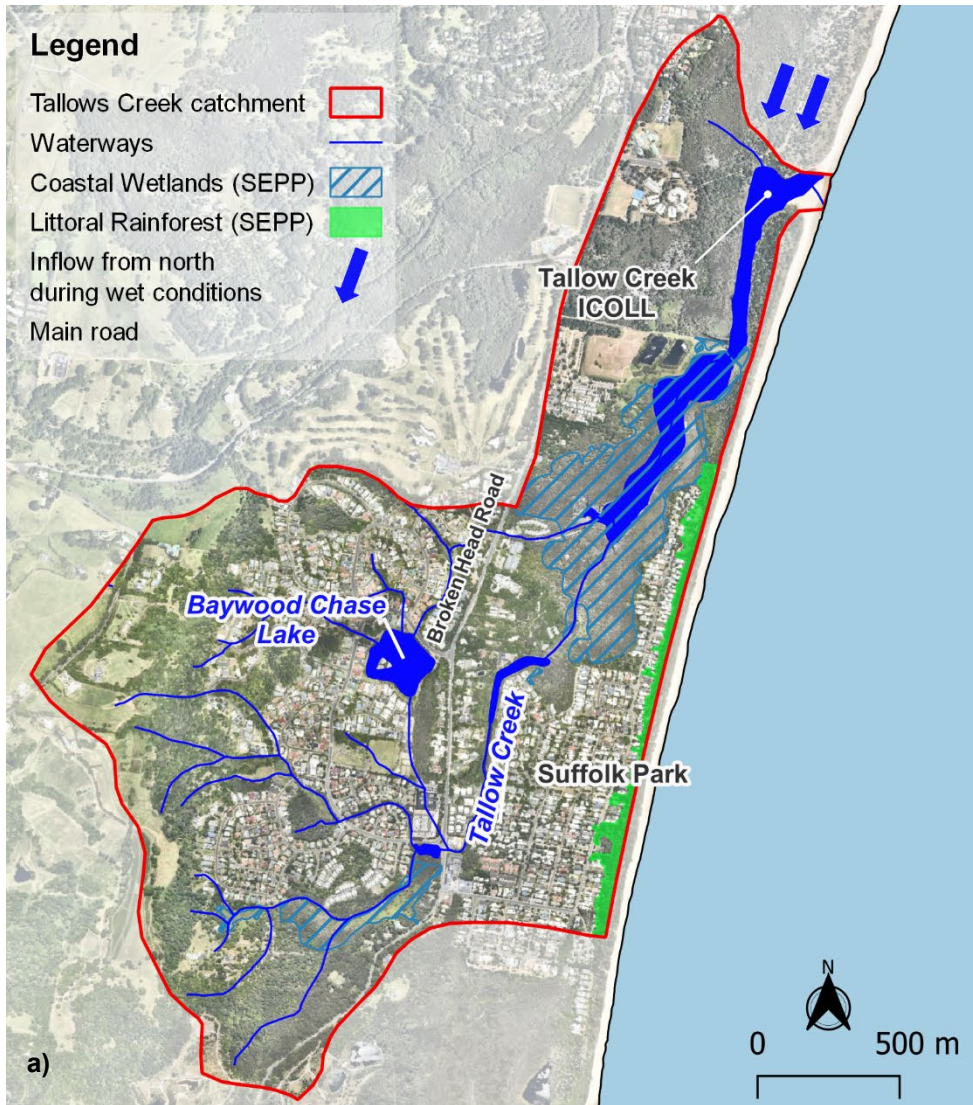 Legend
Tallows Creek catchment
Waterways
Coastal Wetlands (SEPP)
Littoral Rainforest (SEPP)
Inflow from north
during wet conditions
Main road
Tallow Creek
ICOLL
Broken Head Road
Baywood Chase
Lake
Tallow Creek
Suffolk Park
N
0 500 m
a)